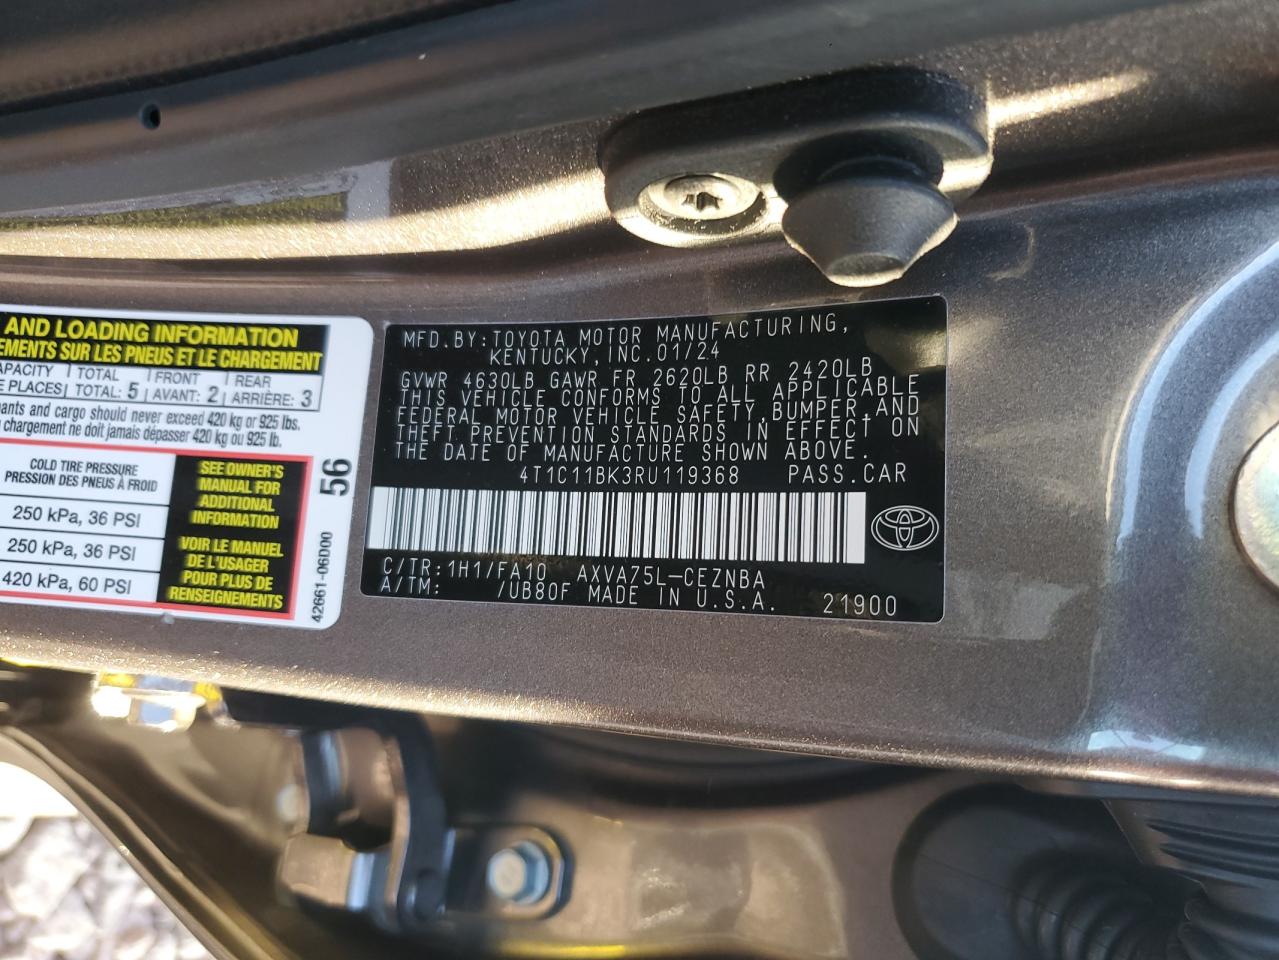 AND LOADING INFORMATION
EMENTS SUR LES PNEUS ET LE CHARGEMENT
CAPACITY TOTAL: 5 FRONT 2 REAR 3
E PLACES TOTAL: AVANT: ARRIÈRE:
ants and cargo should never exceed 420 kg or 925 lbs.
chargement ne doit jamais dépasser 420 kg ou 925 lb.
COLD TIRE PRESSURE
PRESSION DES PNEUS À FROID
250 kPa, 36 PSI
250 kPa, 36 PSI
420 kPa, 60 PSI
SEE OWNER'S
MANUAL FOR
ADDITIONAL
INFORMATION
VOIR LE MANUEL
DE L'USAGER
POUR PLUS DE
RENSEIGNEMENTS
56
42661-06D00
MFD.BY:TOYOTA MOTOR MANUFACTURING,
KENTUCKY,INC.01/24
GVWR 4630LB GAWR FR 2620LB RR 2420LB
THIS VEHICLE CONFORMS TO ALL APPLICABLE
FEDERAL MOTOR VEHICLE SAFETY,BUMPER,AND
THEFT PREVENTION STANDARDS IN EFFECT ON
THE DATE OF MANUFACTURE SHOWN ABOVE.
4T1C11BK3RU119368 PASS.CAR
C/TR:1H1/FA10 AXVA75L-CEZNBA
A/TM: /UB80F MADE IN U.S.A. 21900